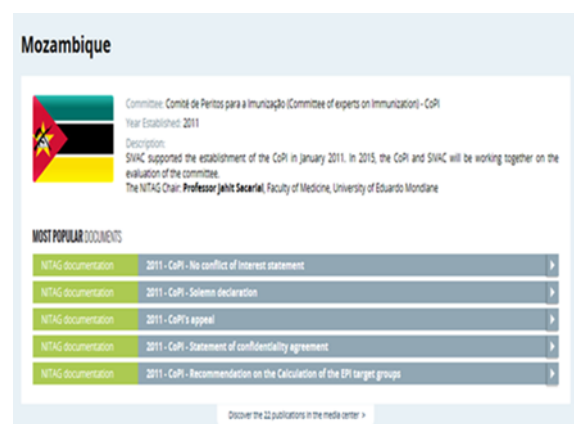 Mozambique
Committee: Comité de Peritos para a Imunização (Committee of experts on Immunization) - CoPI
Year Established: 2011
Description:
SIVAC supported the establishment of the CoPI in January 2011. In 2015, the CoPI and SIVAC will be working together on the
evaluation of the committee.
The NITAG Chair: Professor Jahit Sacarlal, Faculty of Medicine, University of Eduardo Mondlane
MOST POPULAR DOCUMENTS
NITAG documentation 2011 - CoPI - No conflict of interest statement
NITAG documentation 2011 - CoPI - Solemn declaration
NITAG documentation 2011 - CoPI's appeal
NITAG documentation 2011 - CoPI - Statement of confidentiality agreement
NITAG documentation 2011 - CoPI - Recommendation on the Calculation of the EPI target groups
Discover the 22 publications in the media center >